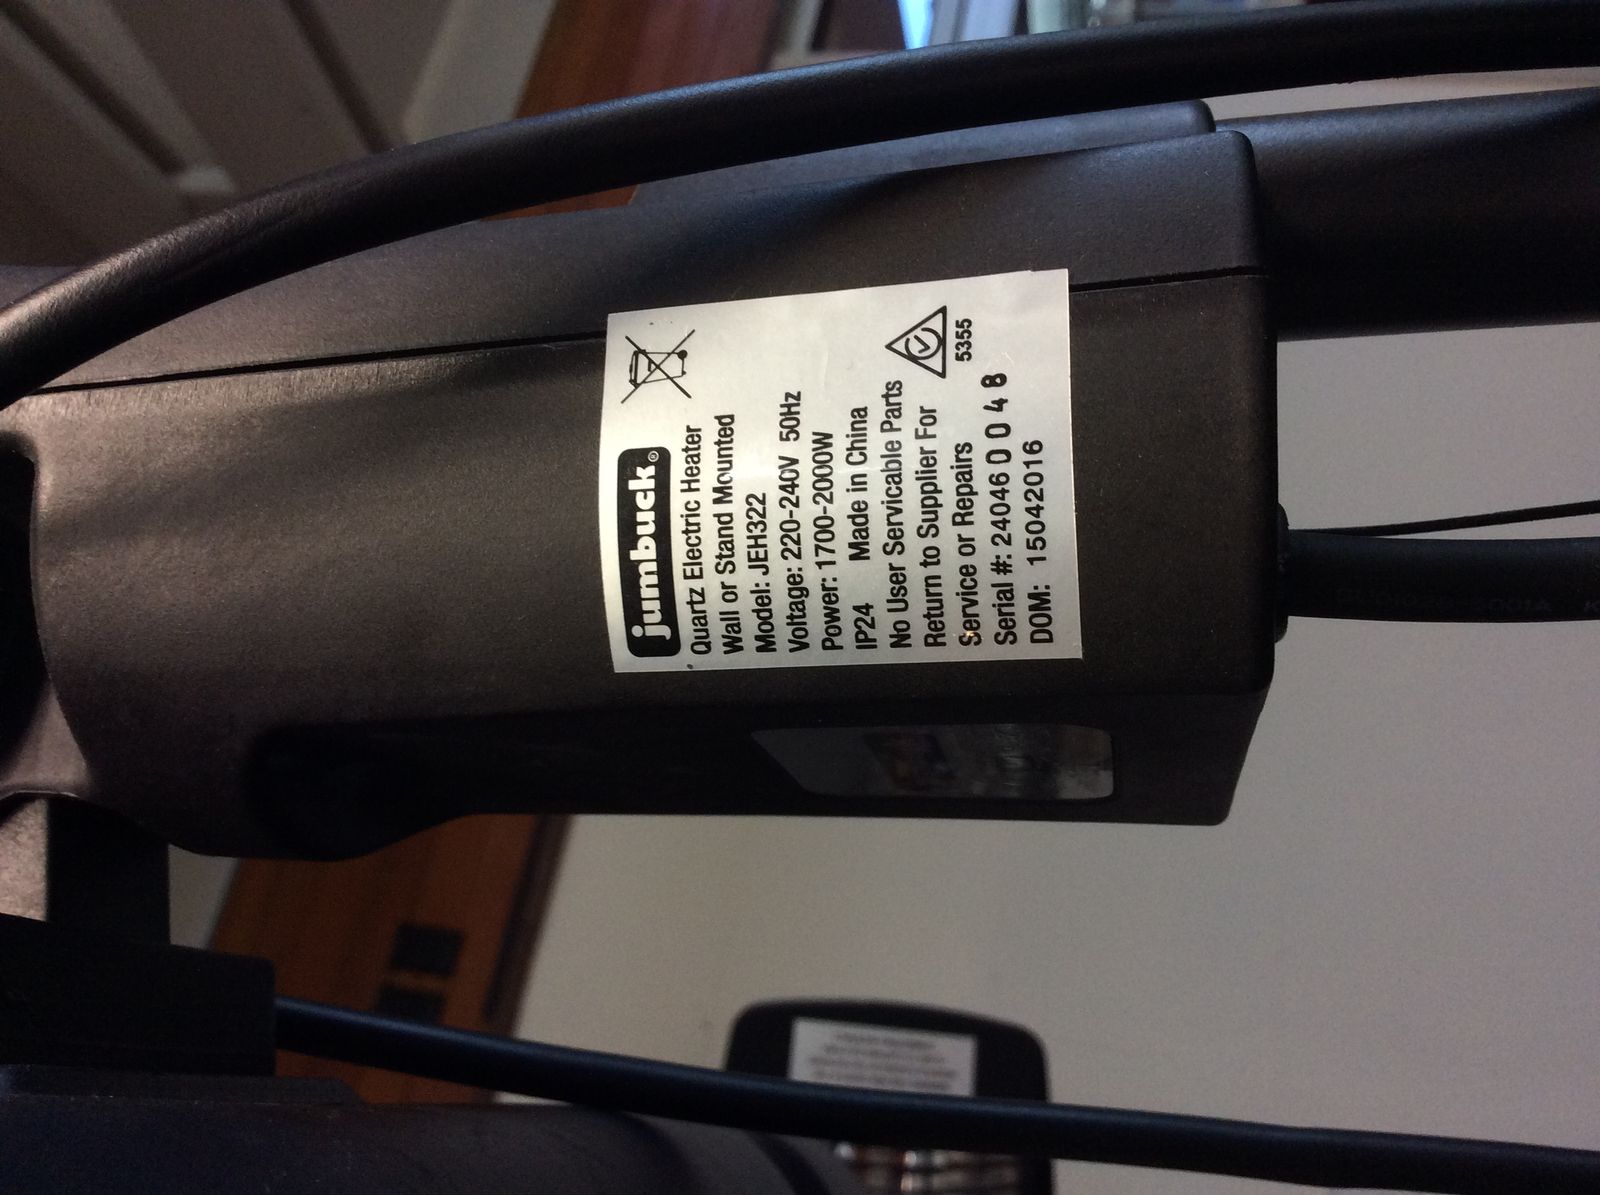 jumbuck®
Quartz Electric Heater
Wall or Stand Mounted
Model: JEH322
Voltage: 220-240V 50Hz
Power: 1700-2000W
IP24 Made in China
No User Servicable Parts
Return to Supplier For
Service or Repairs
5355
Serial #: 24046 0 0 4 8
DOM: 15042016